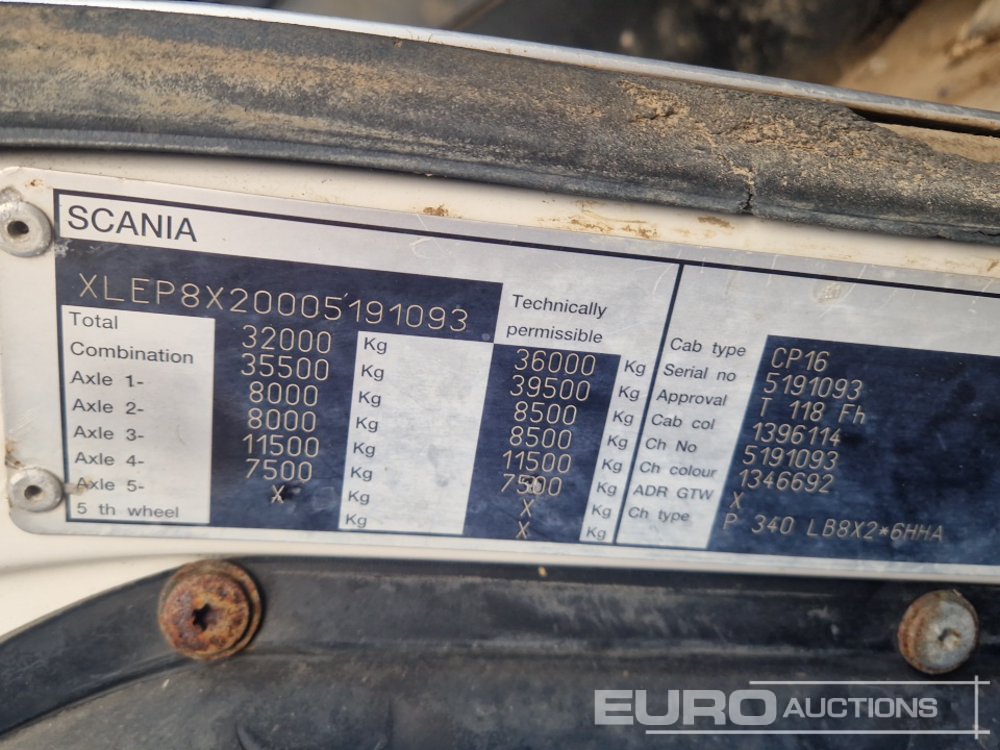 SCANIA
XLEP8X20005191093
Technically
permissible
Total 32000 Kg 36000 Kg
Combination 35500 Kg 39500 Kg
Axle 1- 8000 Kg 8500 Kg
Axle 2- 8000 Kg 8500 Kg
Axle 3- 11500 Kg 11500 Kg
Axle 4- 7500 Kg 7500 Kg
Axle 5- X Kg X Kg
5 th wheel Kg X Kg
Cab type CP16
Serial no 5191093
Approval T 118 Fh
Cab col 1396114
Ch No 5191093
Ch colour 1346692
ADR GTW X
Ch type P 340 LB8X2*6HHA
EURO AUCTIONS